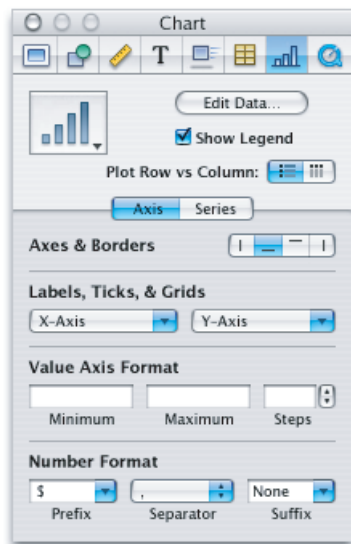 Chart
T
Edit Data...
Show Legend
Plot Row vs Column:
Axis Series
Axes & Borders
Labels, Ticks, & Grids
X-Axis Y-Axis
Value Axis Format
Minimum Maximum Steps
Number Format
$ , None
Prefix Separator Suffix